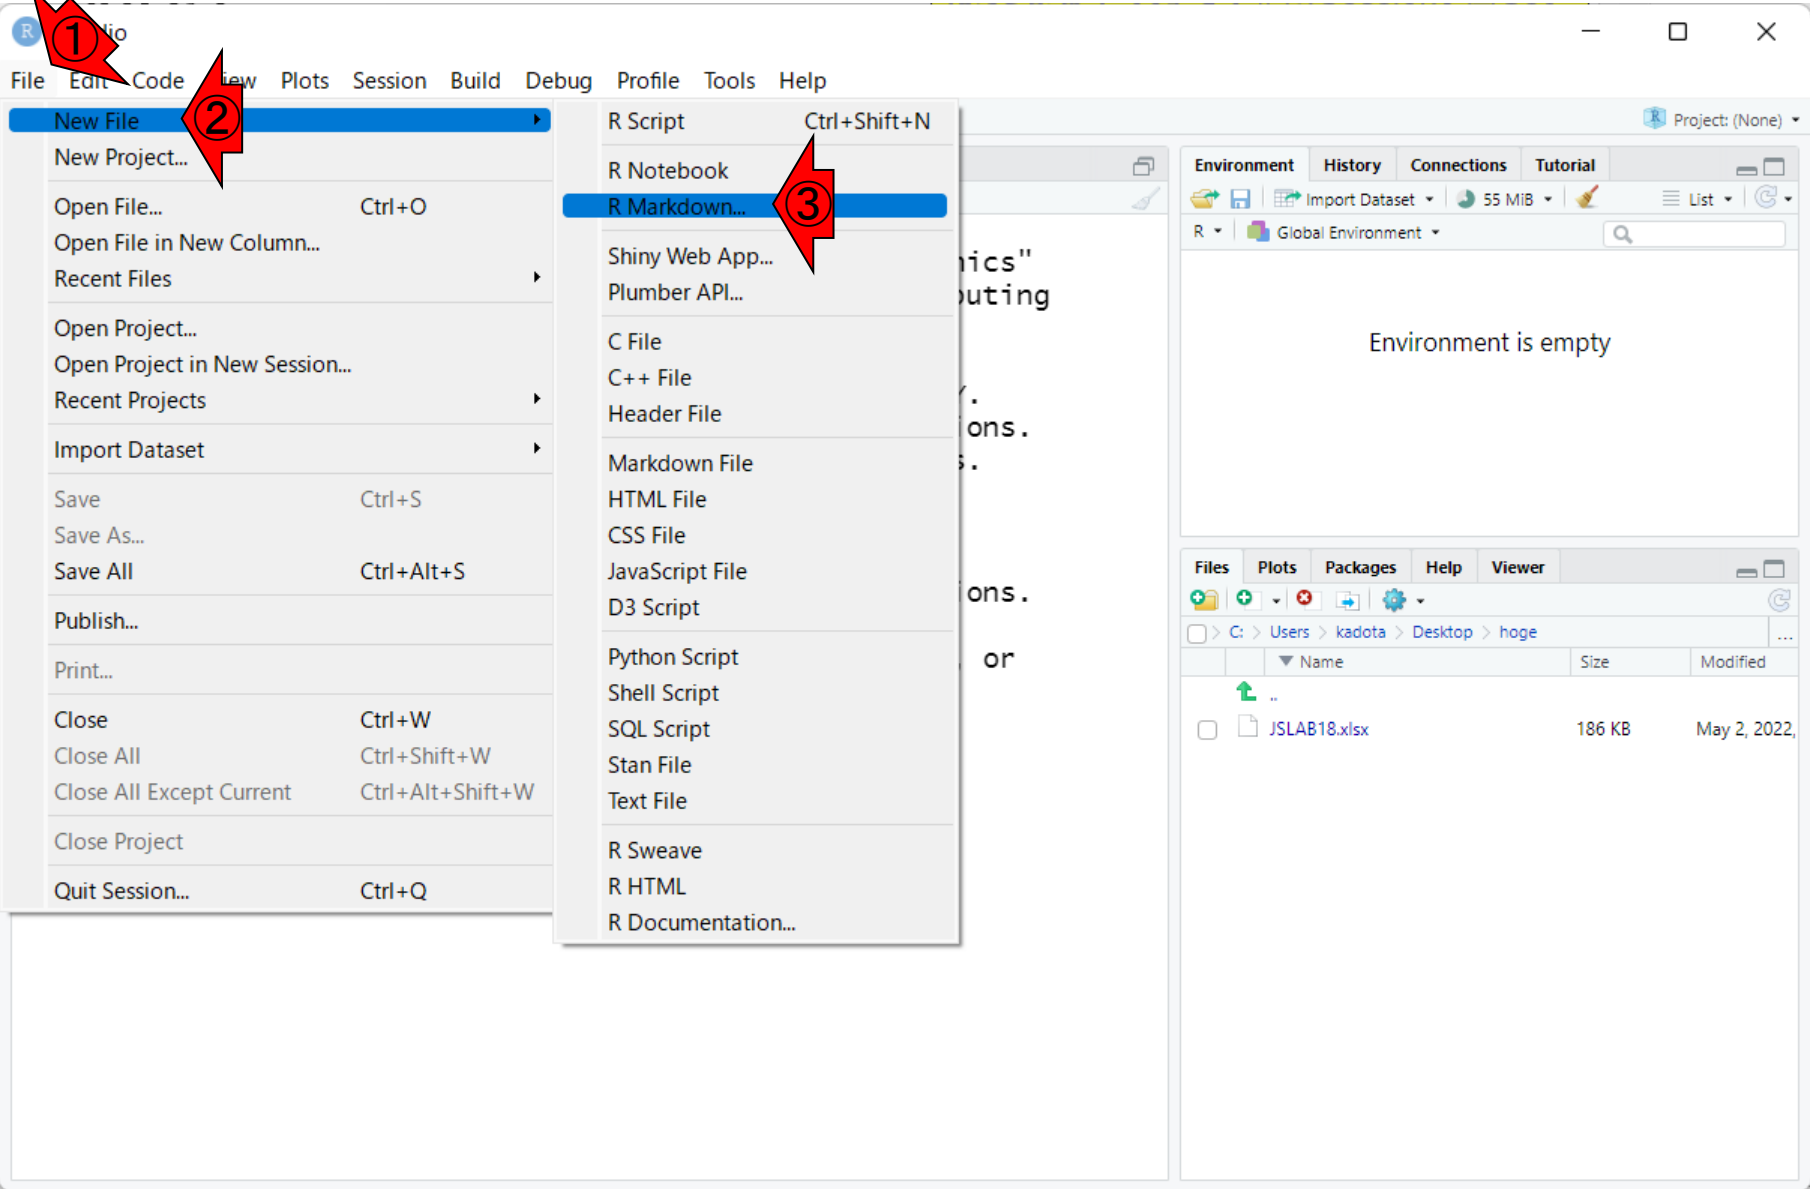 ①
File Edit Code Plots Session Build Debug Profile Tools Help
New File ②
New Project...
Open File... Ctrl+O
Open File in New Column...
Recent Files
Open Project...
Open Project in New Session...
Recent Projects
Import Dataset
Save Ctrl+S
Save As...
Save All Ctrl+Alt+S
Publish...
Print...
Close Ctrl+W
Close All Ctrl+Shift+W
Close All Except Current Ctrl+Alt+Shift+W
Close Project
Quit Session... Ctrl+Q
R Script Ctrl+Shift+N
R Notebook
R Markdown... ③
Shiny Web App...
Plumber API...
C File
C++ File
Header File
Markdown File
HTML File
CSS File
JavaScript File
D3 Script
Python Script
Shell Script
SQL Script
Stan File
Text File
R Sweave
R HTML
R Documentation...
or
Project: (None)
Environment History Connections Tutorial
Import Dataset 55 MiB List
R Global Environment
Environment is empty
Files Plots Packages Help Viewer
C: > Users > kadota > Desktop > hoge ...
Name Size Modified
..
JSLAB18.xlsx 186 KB May 2, 2022,